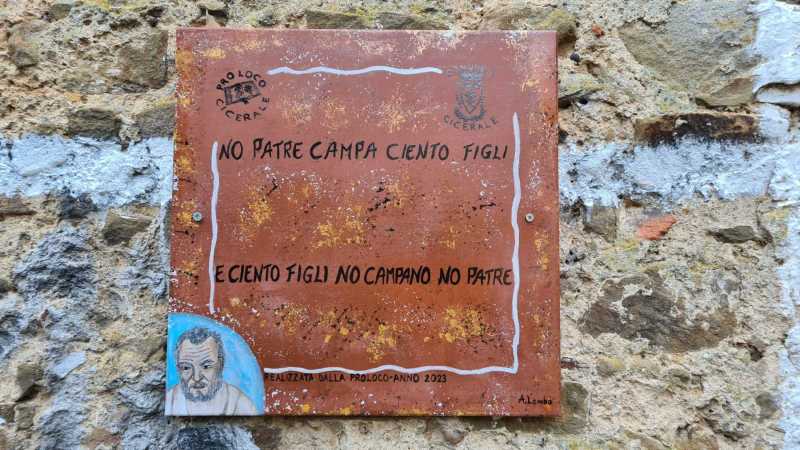 PRO LOCO
CICERALE
CICERALE
NO PATRE CAMPA CIENTO FIGLI
E CIENTO FIGLI NO CAMPANO NO PATRE
REALIZZATA DALLA PROLOCO-ANNO 2023
A. Lomba